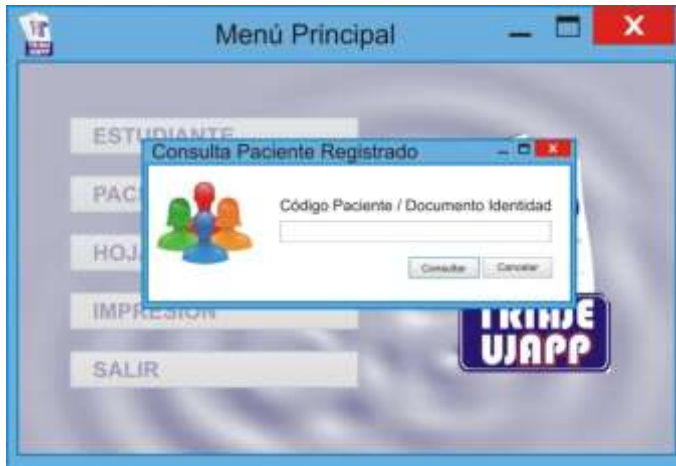 Menú Principal
ESTUDIANTE
Consulta Paciente Registrado
PAC
Código Paciente / Documento Identidad
HOJ
Consultar Cancelar
IMPRESION
TRIAJE
UJAPP
SALIR